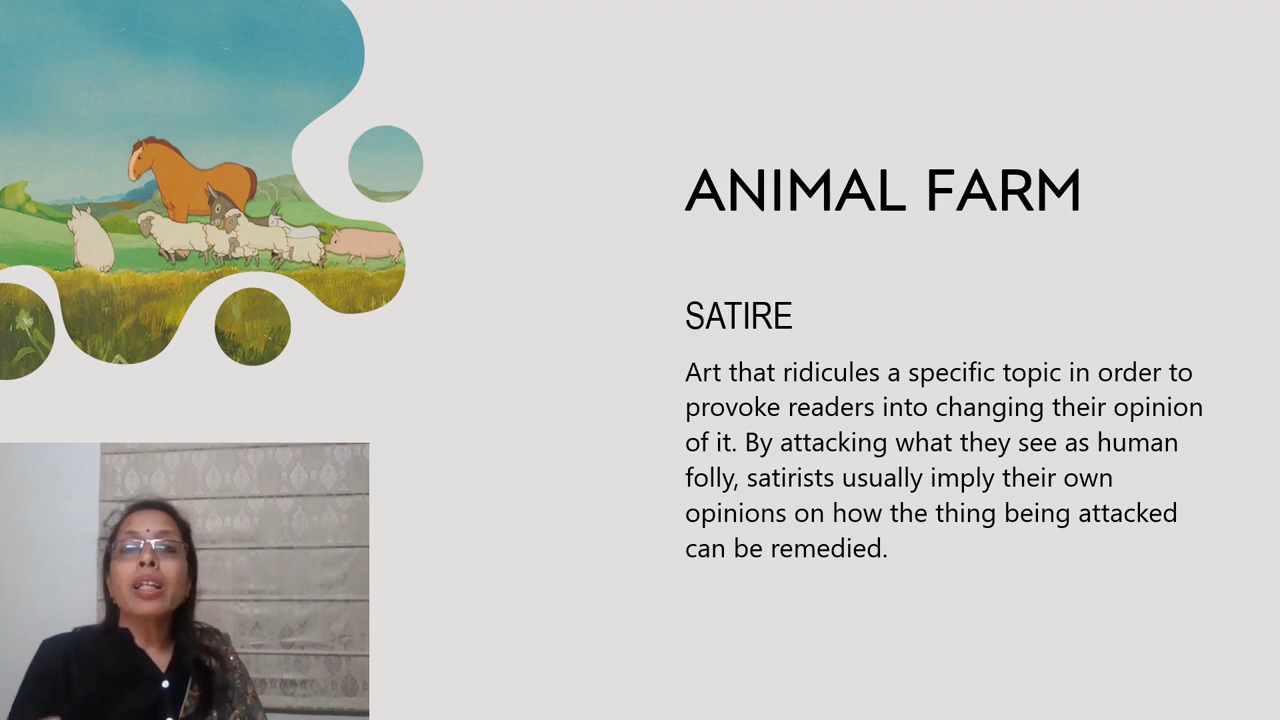 ANIMAL FARM
SATIRE
Art that ridicules a specific topic in order to
provoke readers into changing their opinion
of it. By attacking what they see as human
folly, satirists usually imply their own
opinions on how the thing being attacked
can be remedied.